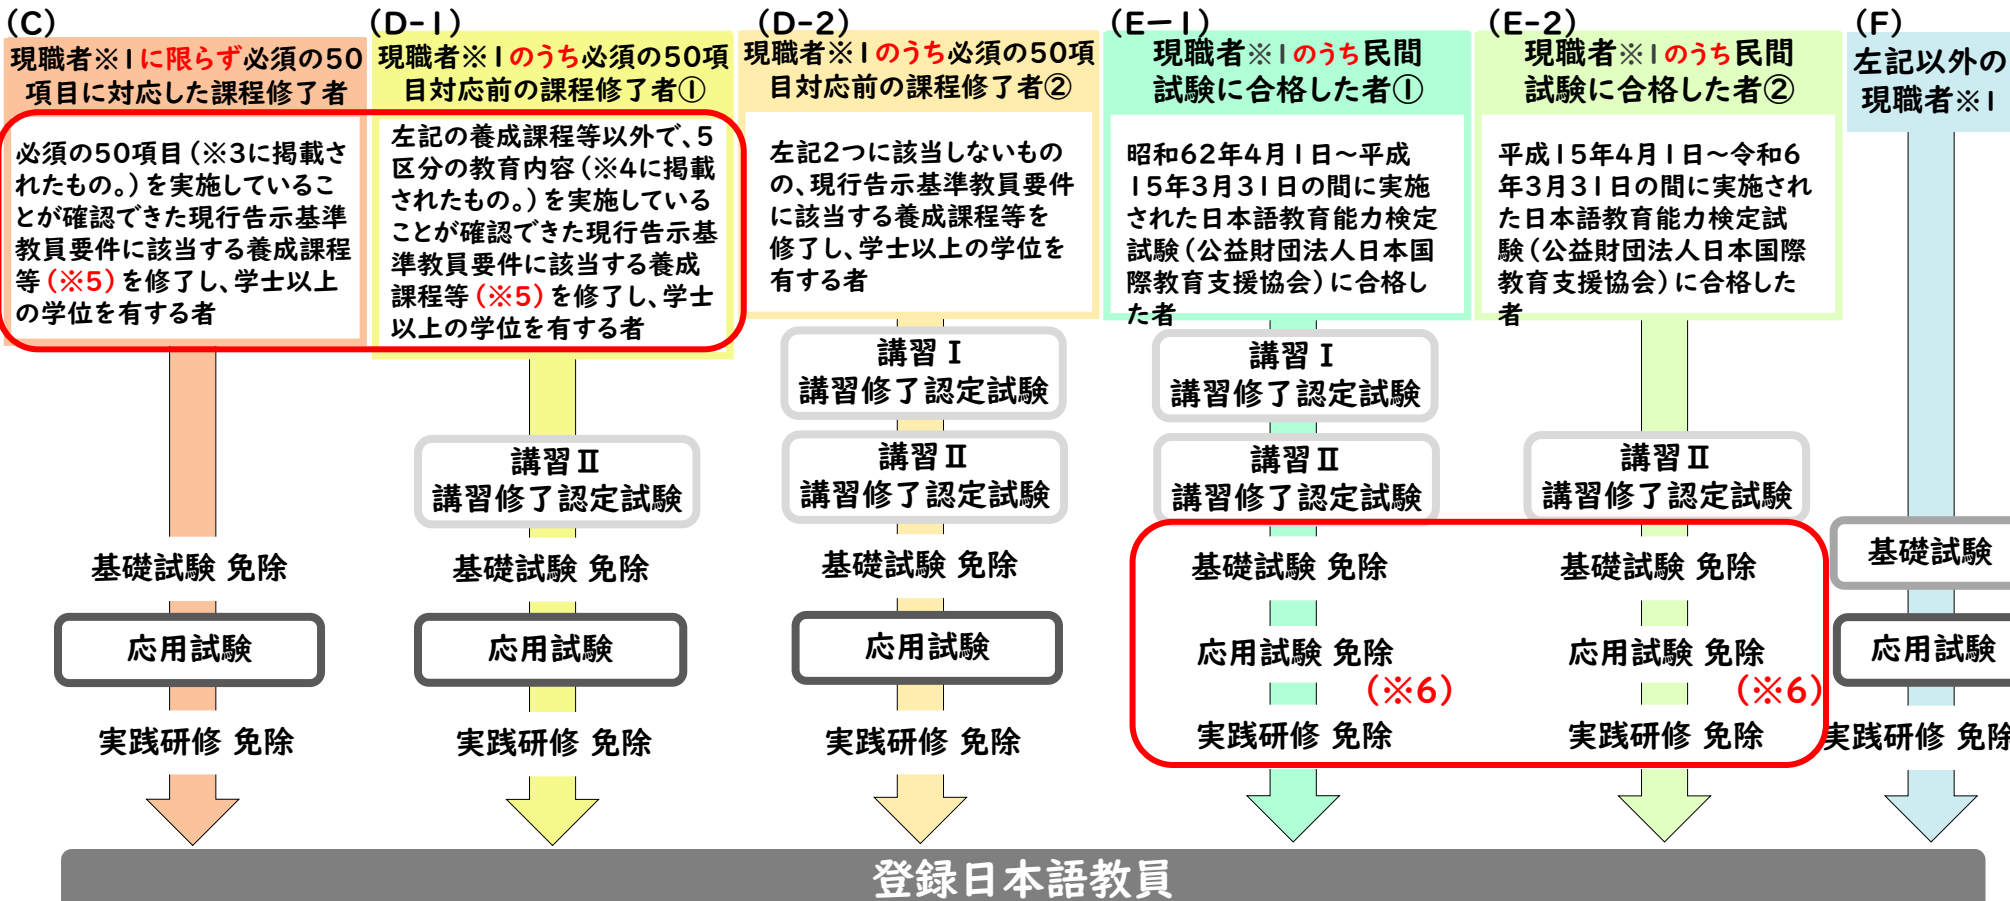 (C)
現職者※1に限らず必須の50
項目に対応した課程修了者
必須の50項目(※3に掲載さ
れたもの。)を実施しているこ
とが確認できた現行告示基準
教員要件に該当する養成課程
等(※5)を修了し、学士以上
の学位を有する者
基礎試験 免除
応用試験
実践研修 免除
(D-1)
現職者※1のうち必須の50項
目対応前の課程修了者①
左記の養成課程等以外で、5
区分の教育内容(※4に掲載
されたもの。)を実施している
ことが確認できた現行告示基
準教員要件に該当する養成
課程等(※5)を修了し、学士
以上の学位を有する者
講習Ⅱ
講習修了認定試験
基礎試験 免除
応用試験
実践研修 免除
(D-2)
現職者※1のうち必須の50項
目対応前の課程修了者②
左記2つに該当しないもの
の、現行告示基準教員要件
に該当する養成課程等を
修了し、学士以上の学位を
有する者
講習Ⅰ
講習修了認定試験
講習Ⅱ
講習修了認定試験
基礎試験 免除
応用試験
実践研修 免除
(E-1)
現職者※1のうち民間
試験に合格した者①
昭和62年4月1日~平成
15年3月31日の間に実施
された日本語教育能力検定
試験(公益財団法人日本国
際教育支援協会)に合格し
た者
講習Ⅰ
講習修了認定試験
講習Ⅱ
講習修了認定試験
基礎試験 免除
応用試験 免除
(※6)
実践研修 免除
(E-2)
現職者※1のうち民間
試験に合格した者②
平成15年4月1日~令和6
年3月31日の間に実施され
た日本語教育能力検定試
験(公益財団法人日本国際
教育支援協会)に合格した
者
講習Ⅱ
講習修了認定試験
基礎試験 免除
応用試験 免除
(※6)
実践研修 免除
(F)
左記以外の
現職者※1
基礎試験
応用試験
実践研修 免除
登録日本語教員